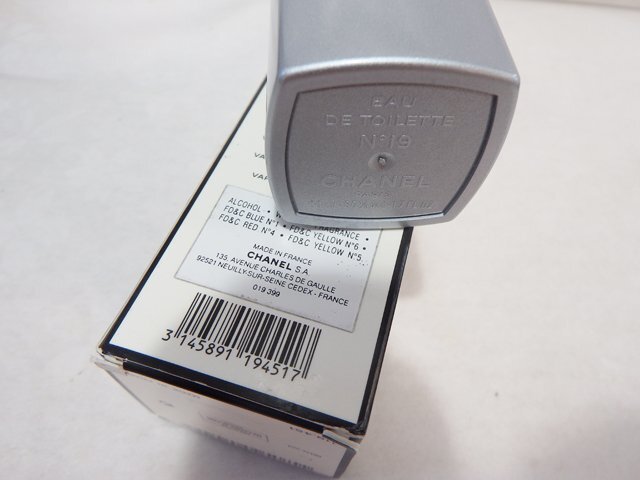 EAU
DE TOILETTE
N°19
CHANEL
PARIS
ALCOHOL • FRAGRANCE •
FD&C BLUE N°1 • FD&C YELLOW N°6 •
FD&C RED N°4 • FD&C YELLOW N°5.
MADE IN FRANCE
CHANEL S.A
135, AVENUE CHARLES DE GAULLE
92521 NEUILLY-SUR-SEINE CEDEX - FRANCE
019 399
3 145891 194517